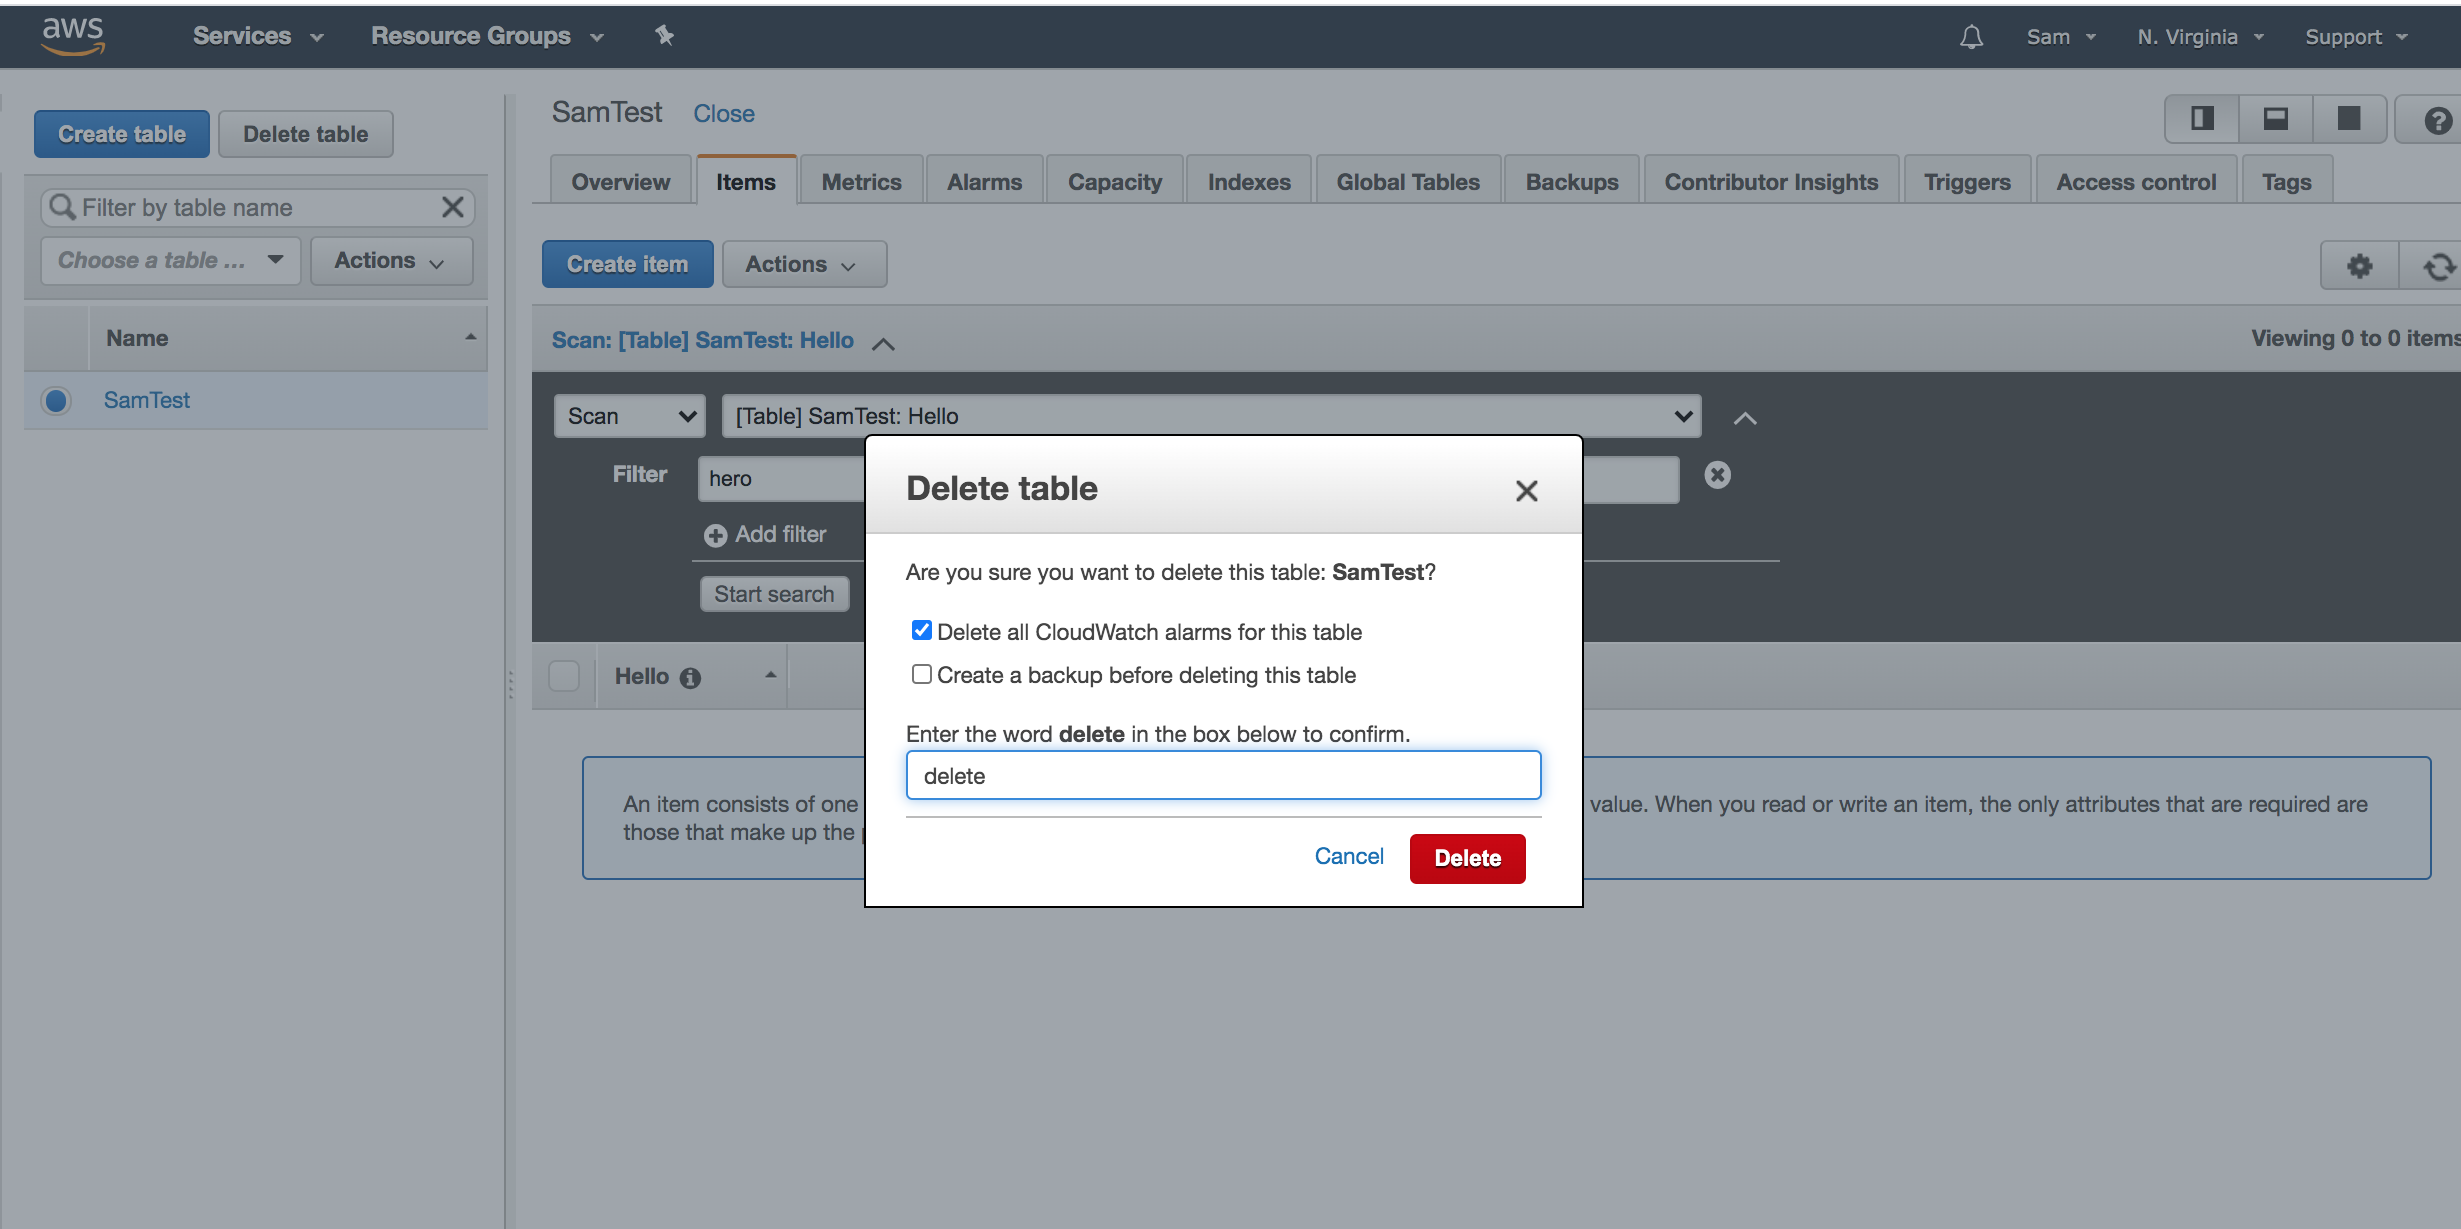 aws
Services
Resource Groups
Sam
N. Virginia
Support
Create table
Delete table
Filter by table name
Choose a table ...
Actions
Name
SamTest
SamTest
Close
Overview
Items
Metrics
Alarms
Capacity
Indexes
Global Tables
Backups
Contributor Insights
Triggers
Access control
Tags
Create item
Actions
Scan: [Table] SamTest: Hello
Viewing 0 to 0 items
Scan
[Table] SamTest: Hello
Filter
hero
Add filter
Start search
Hello
An item consists of one
value. When you read or write an item, the only attributes that are required are
those that make up the
Delete table
Are you sure you want to delete this table: SamTest?
Delete all CloudWatch alarms for this table
Create a backup before deleting this table
Enter the word delete in the box below to confirm.
delete
Cancel
Delete